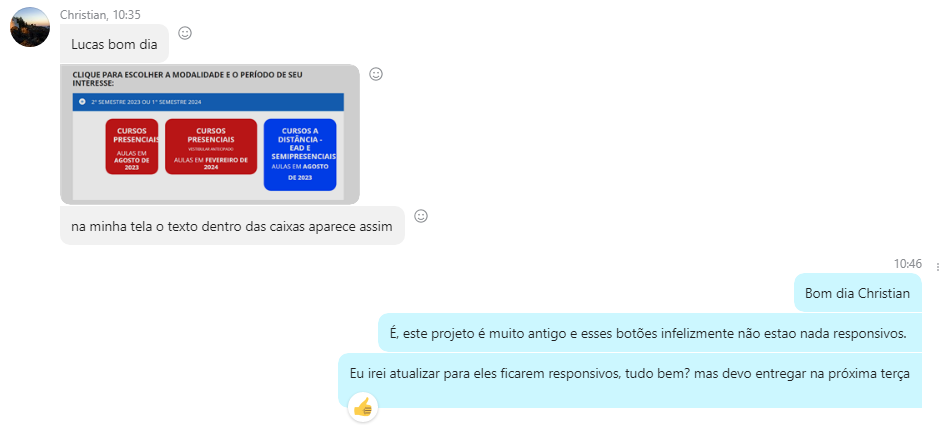 Christian, 10:35
Lucas bom dia
CLIQUE PARA ESCOLHER A MODALIDADE E O PERÍODO DE SEU
INTERESSE:
2º SEMESTRE 2023 OU 1º SEMESTRE 2024
CURSOS
PRESENCIAIS
AULAS EM
AGOSTO DE
2023
CURSOS
PRESENCIAIS
VESTIBULAR ANTECIPADO
AULAS EM FEVEREIRO DE
2024
CURSOS A
DISTÂNCIA -
EAD E
SEMIPRESENCIAIS
AULAS EM AGOSTO
DE 2023
na minha tela o texto dentro das caixas aparece assim
10:46
Bom dia Christian
É, este projeto é muito antigo e esses botões infelizmente não estao nada responsivos.
Eu irei atualizar para eles ficarem responsivos, tudo bem? mas devo entregar na próxima terça